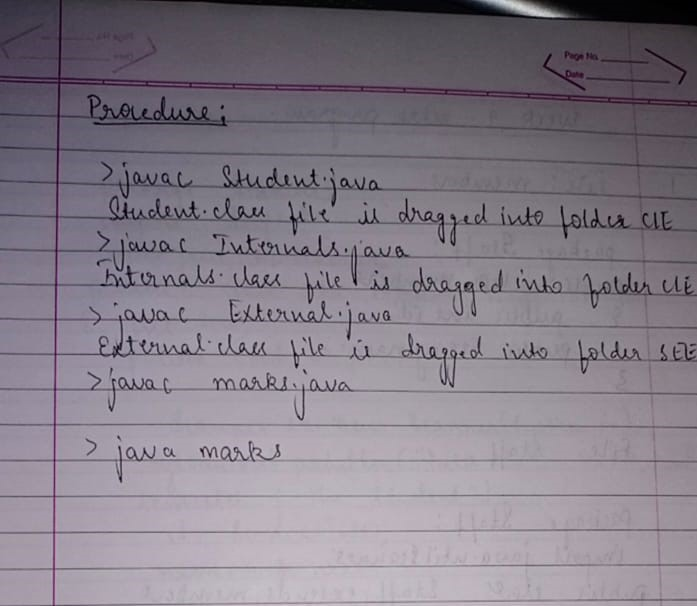 Page No.
Date
Procedure:
> javac Student.java
Student.class file is dragged into folder CIE
> javac Internals.java
Internals.class file is dragged into folder CIE
> javac External.java
External.class file is dragged into folder SEE
> javac marks.java
> java marks